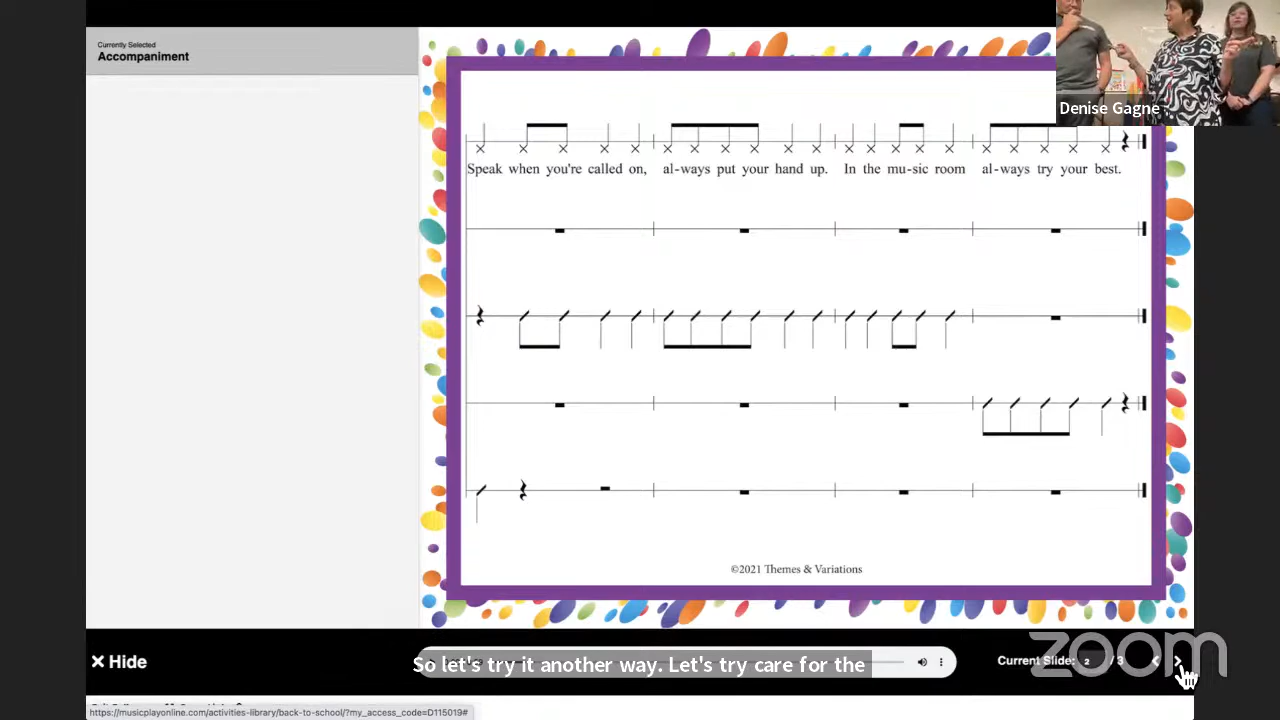 Currently Selected
Accompaniment
Denise Gagne
Speak when you're called on, al-ways put your hand up. In the mu-sic room al-ways try your best.
©2021 Themes & Variations
× Hide
So let's try it another way. Let's try care for the
Current Slide: 2 / 3
zoom
https://musicplayonline.com/activities-library/back-to-school/?my_access_code=D115019#